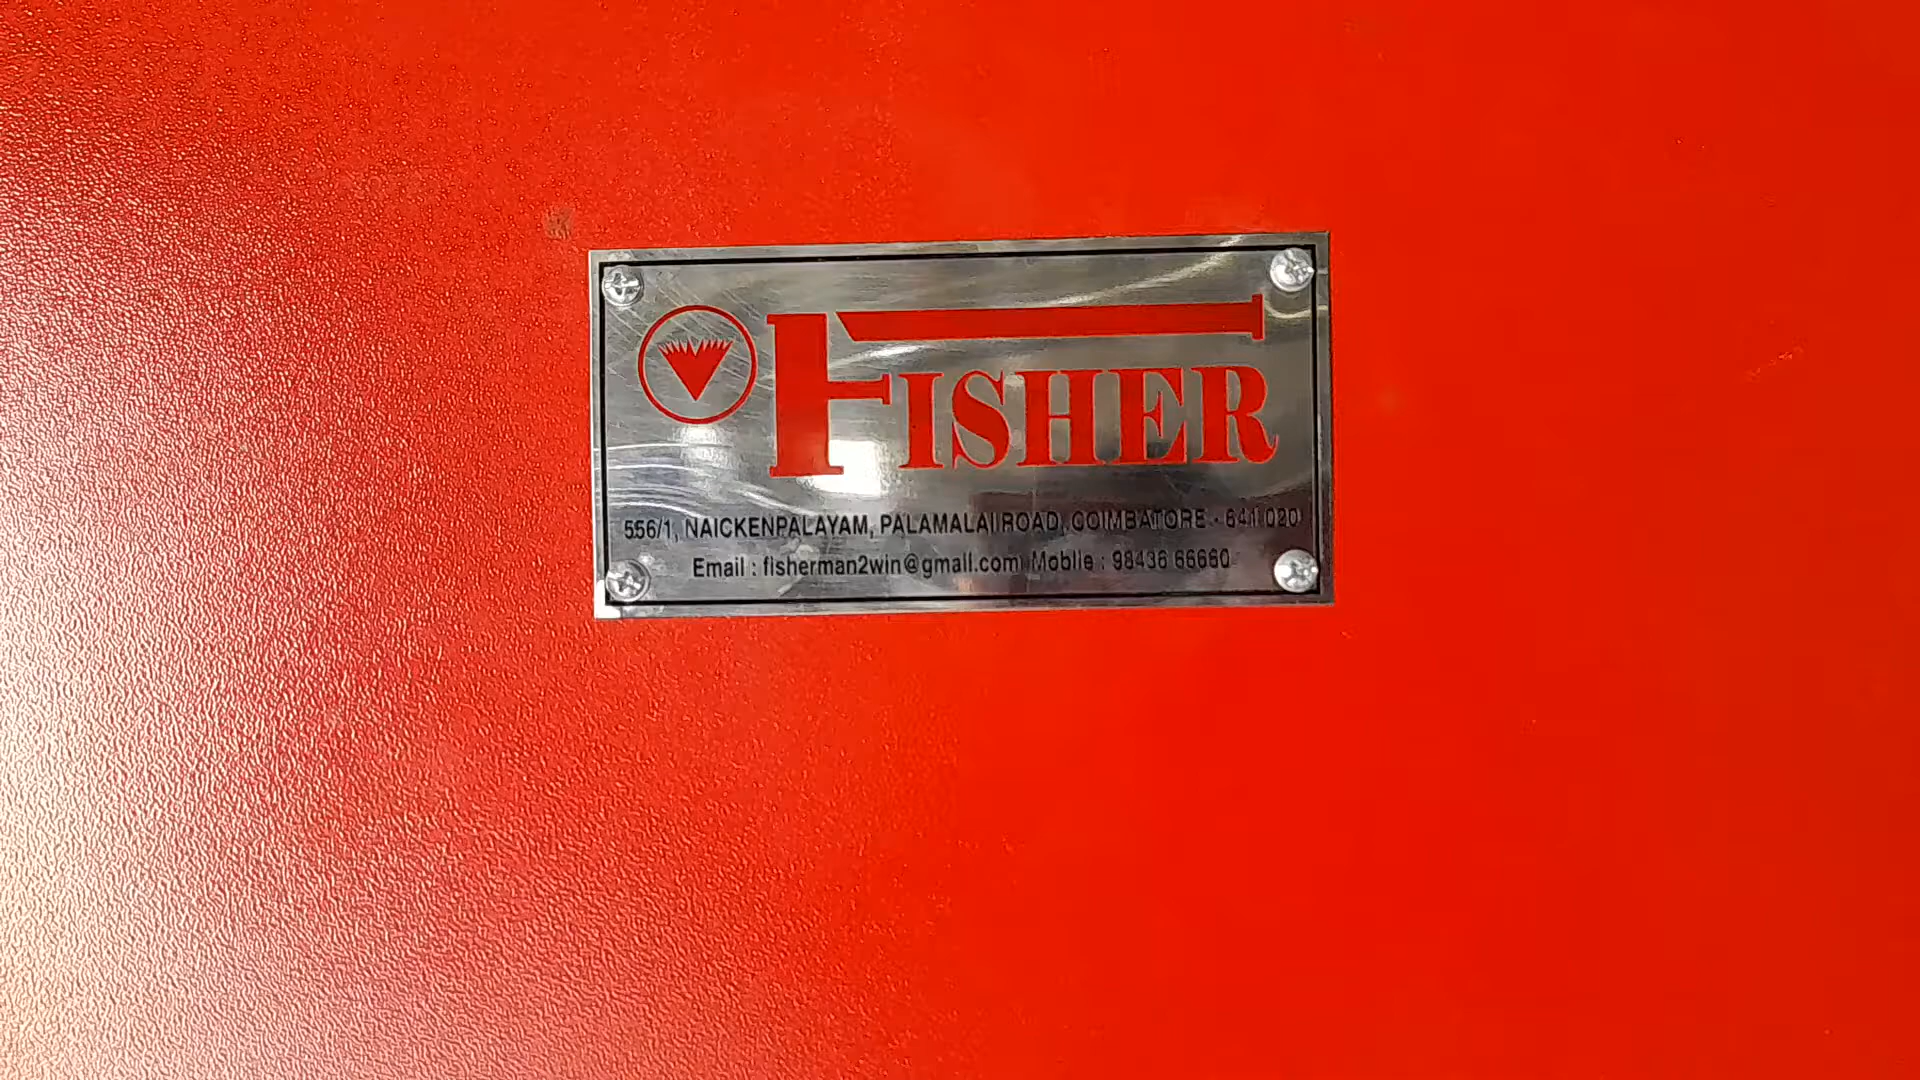 FISHER
556/1, NAICKENPALAYAM, PALAMALAI ROAD, COIMBATORE - 641 020
Email : fisherman2win@gmail.com Mobile : 98436 66660